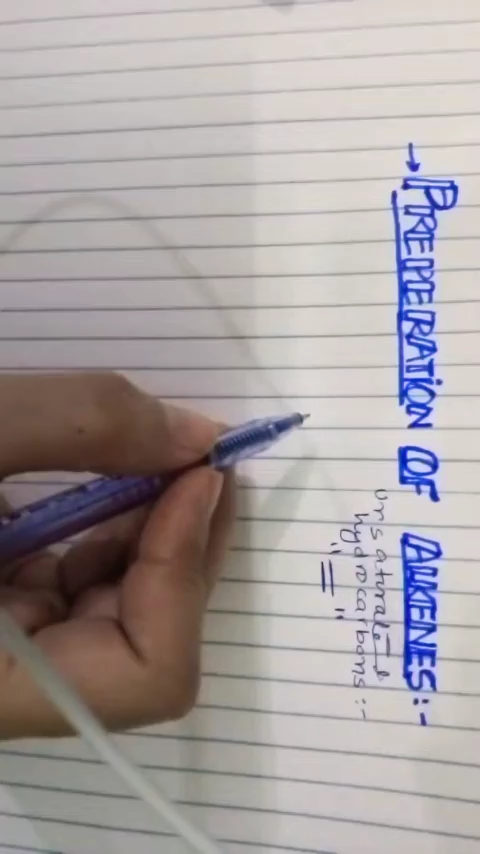 → PREPERATION OF ALKENES:-
unsaturated
hydrocarbons:-
"="